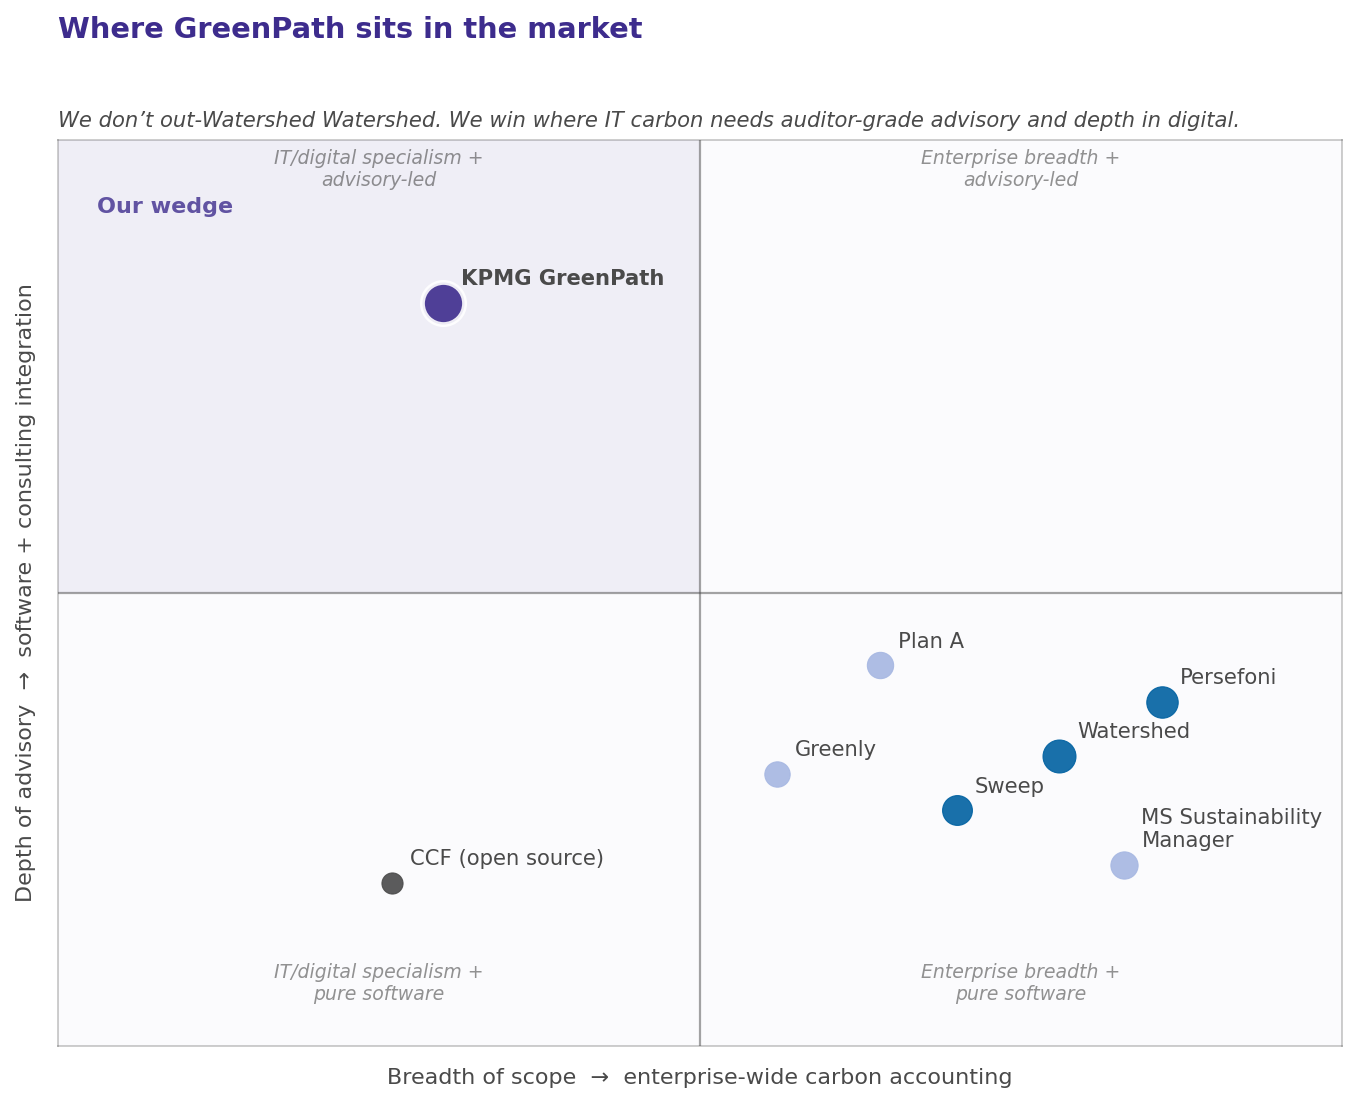 Where GreenPath sits in the market
We don’t out-Watershed Watershed. We win where IT carbon needs auditor-grade advisory and depth in digital.
IT/digital specialism +
advisory-led
Enterprise breadth +
advisory-led
Our wedge
KPMG GreenPath
Depth of advisory → software + consulting integration
Plan A
Persefoni
Watershed
Greenly
Sweep
MS Sustainability
Manager
CCF (open source)
IT/digital specialism +
pure software
Enterprise breadth +
pure software
Breadth of scope → enterprise-wide carbon accounting